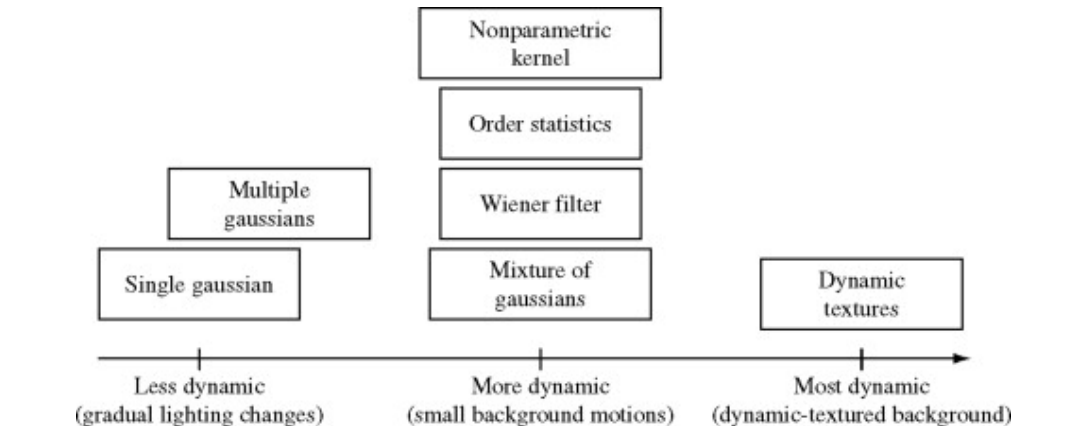 Nonparametric
kernel
Order statistics
Multiple
gaussians
Wiener filter
Single gaussian
Mixture of
gaussians
Dynamic
textures
Less dynamic
(gradual lighting changes)
More dynamic
(small background motions)
Most dynamic
(dynamic-textured background)